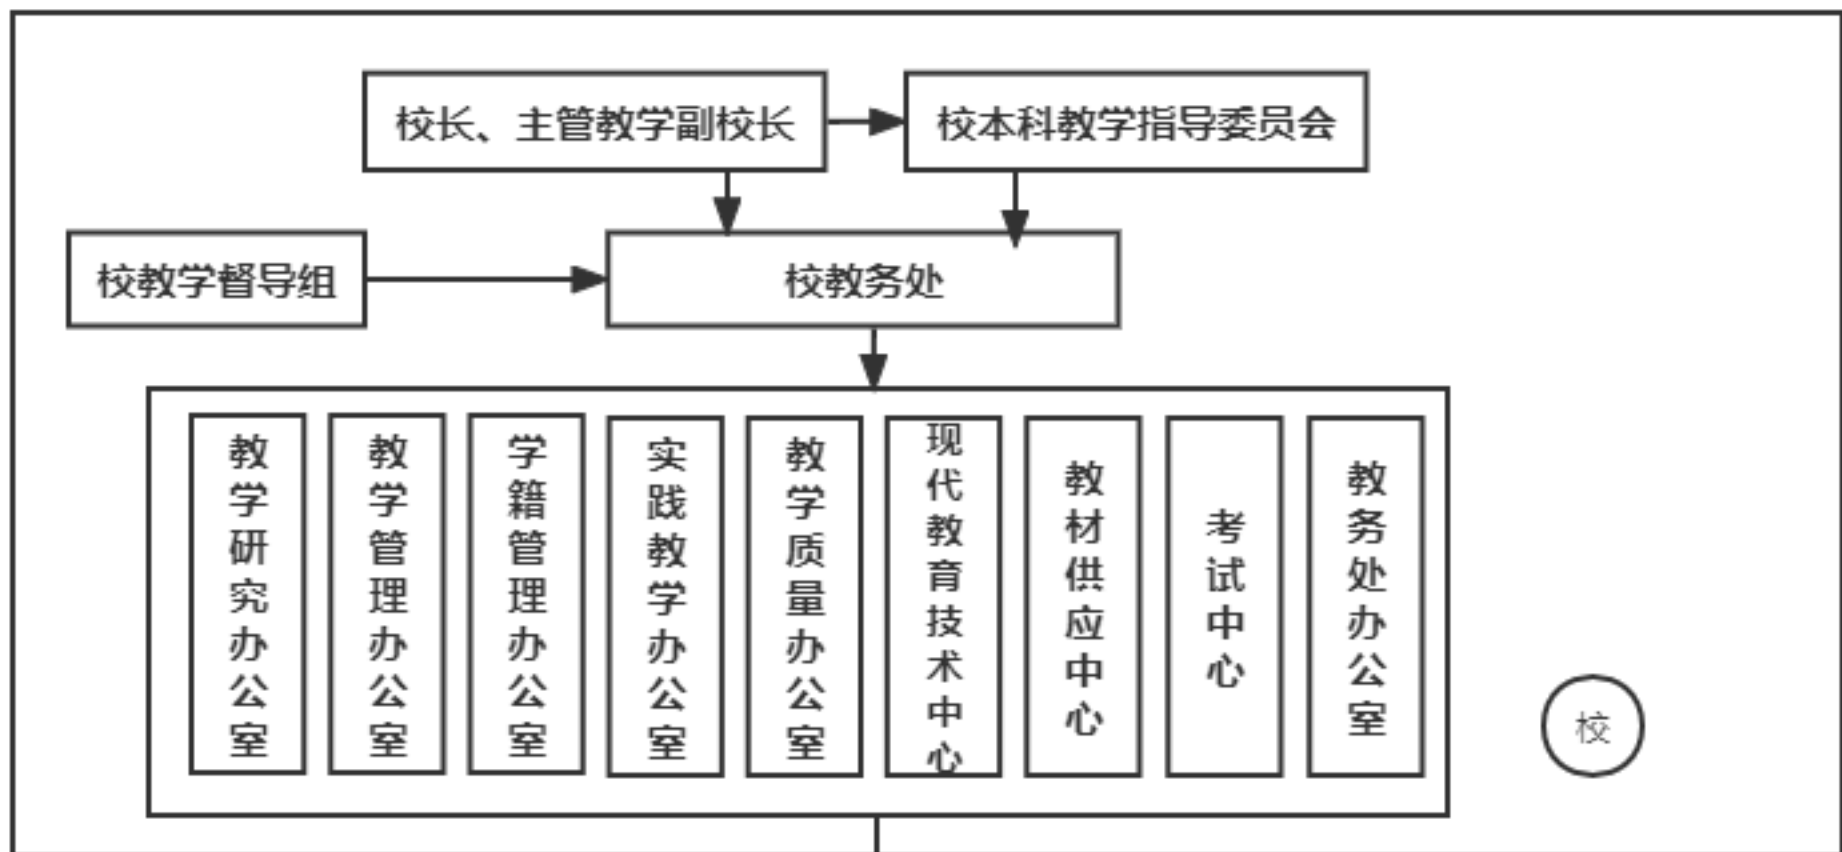 校长、主管教学副校长
校本科教学指导委员会
校教学督导组
校教务处
教学研究办公室
教学管理办公室
学籍管理办公室
实践教学办公室
教学质量办公室
现代教育技术中心
教材供应中心
考试中心
教务处办公室
校